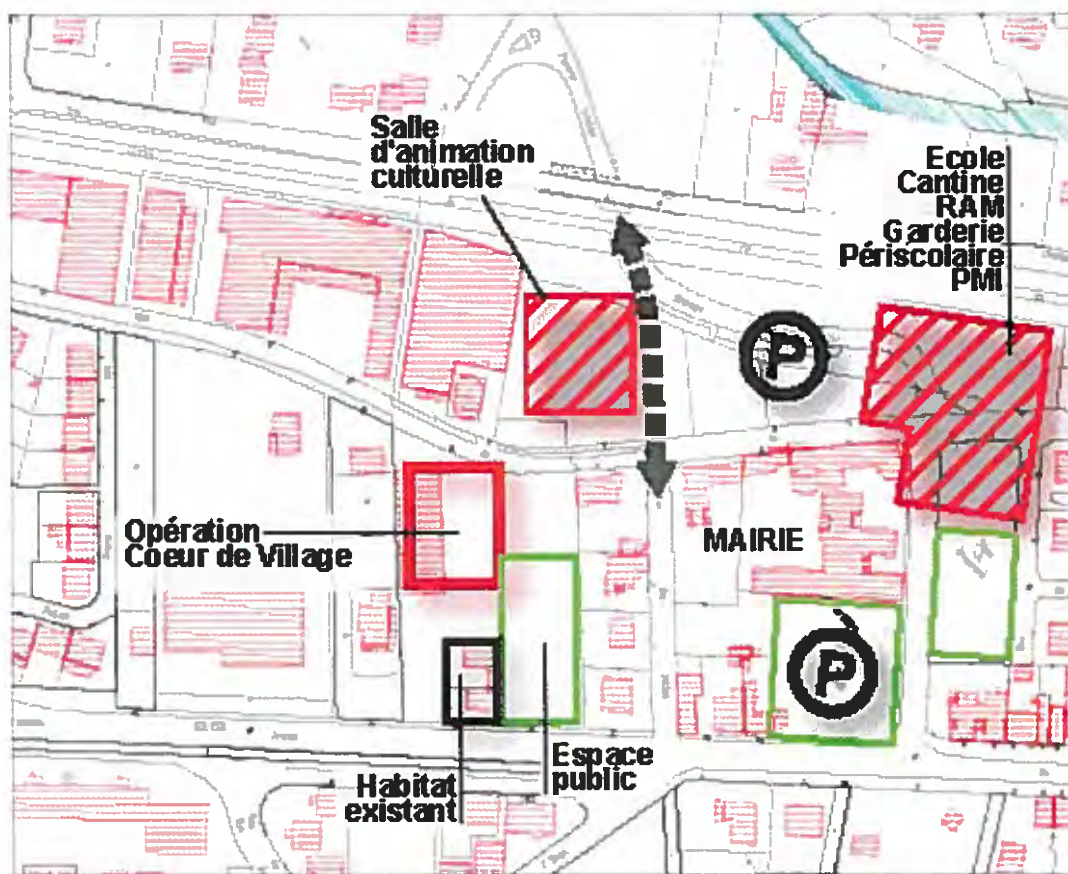 Salle
d'animation
culturelle
Ecole
Cantine
RAM
Garderie
Périscolaire
PMI
P
Opération
Coeur de Village
MAIRIE
P
Espace
public
Habitat
existant